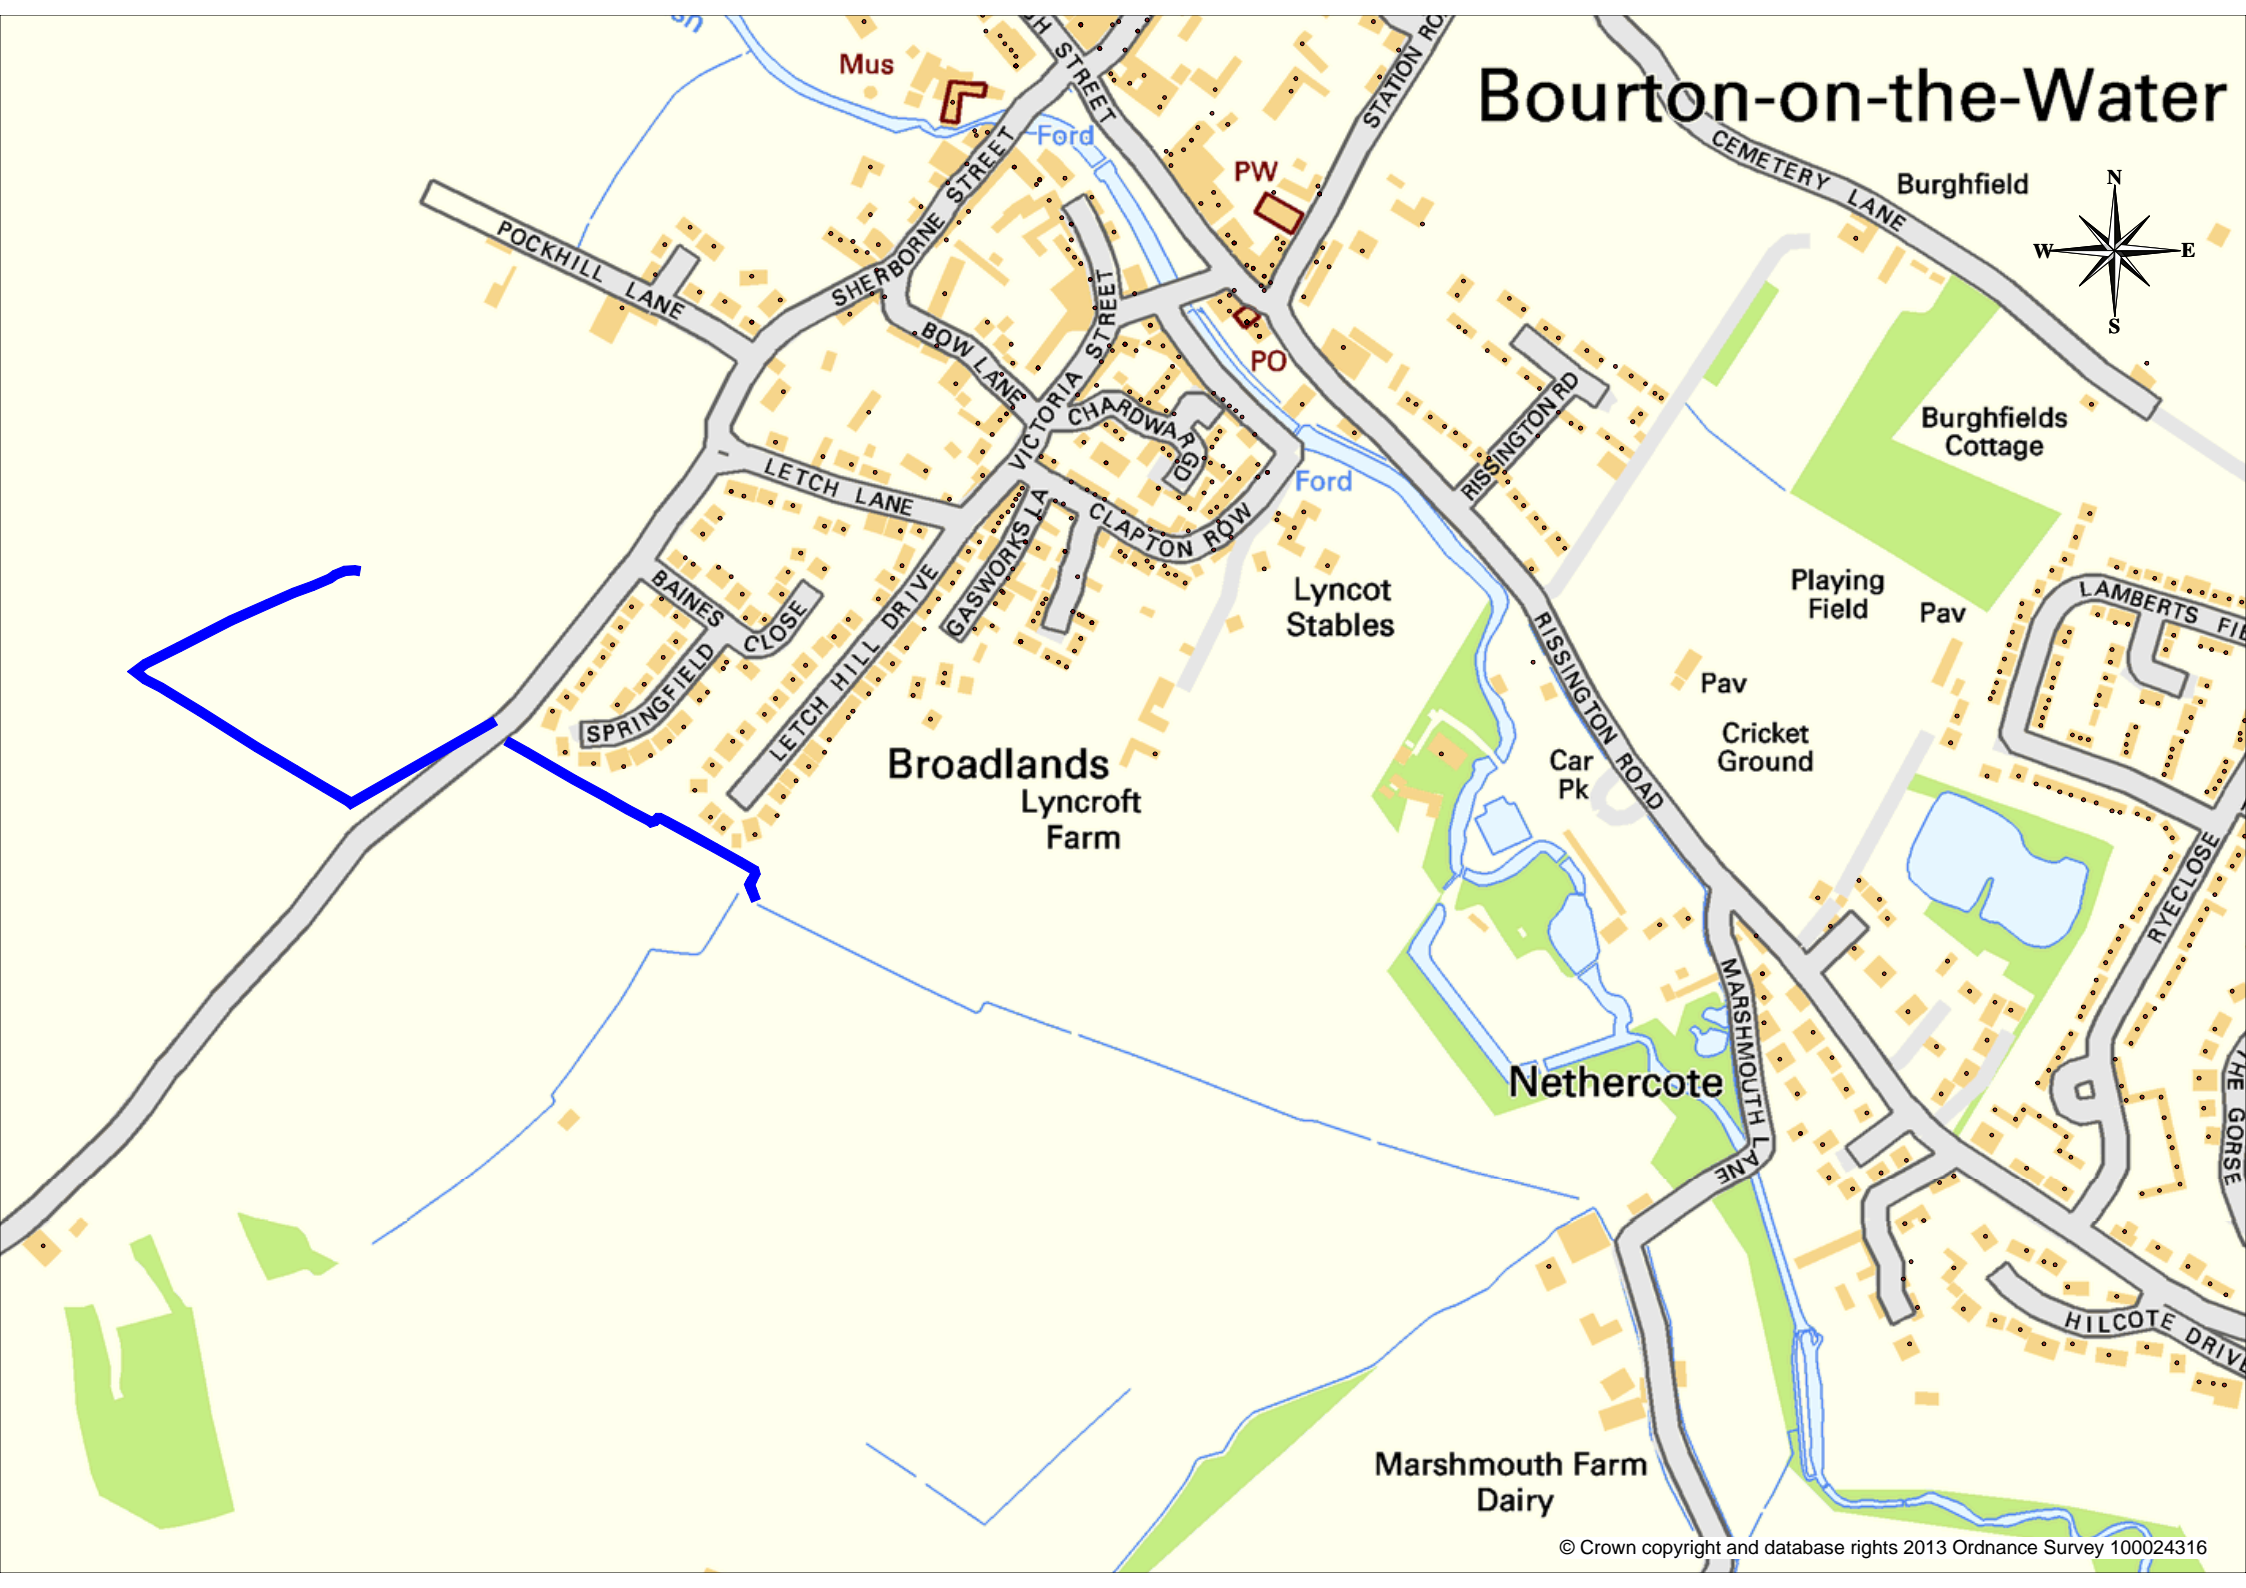 Mus
Ford
HIGH STREET
STATION RO
Bourton-on-the-Water
CEMETERY LANE
Burghfield
N
W
E
S
PW
POCKHILL LANE
SHERBORNE STREET
BOW LANE
VICTORIA STREET
PO
CHARDWAR GD
RISSINGTON RD
Burghfields
Cottage
LETCH LANE
Ford
CLAPTON ROW
GASWORKS LA
BAINES CLOSE
SPRINGFIELD
LETCH HILL DRIVE
Lyncot
Stables
Playing
Field
Pav
LAMBERTS FIE
RISSINGTON ROAD
Pav
Cricket
Ground
Car
Pk
Broadlands
Lyncroft
Farm
RYECLOSE
MARSHMOUTH LANE
Nethercote
THE GORSE
HILCOTE DRIVE
Marshmouth Farm
Dairy
© Crown copyright and database rights 2013 Ordnance Survey 100024316